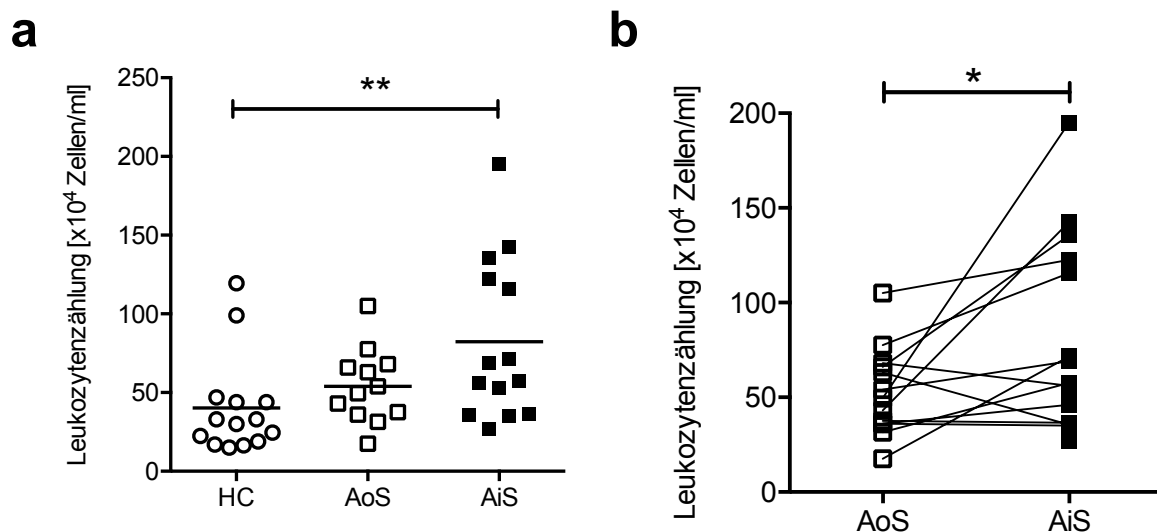 a
Leukozytenzählung [x10⁴ Zellen/ml]
250
200
150
100
50
0
**
HC
AoS
AiS
b
Leukozytenzählung [x10⁴ Zellen/ml]
200
150
100
50
0
*
AoS
AiS